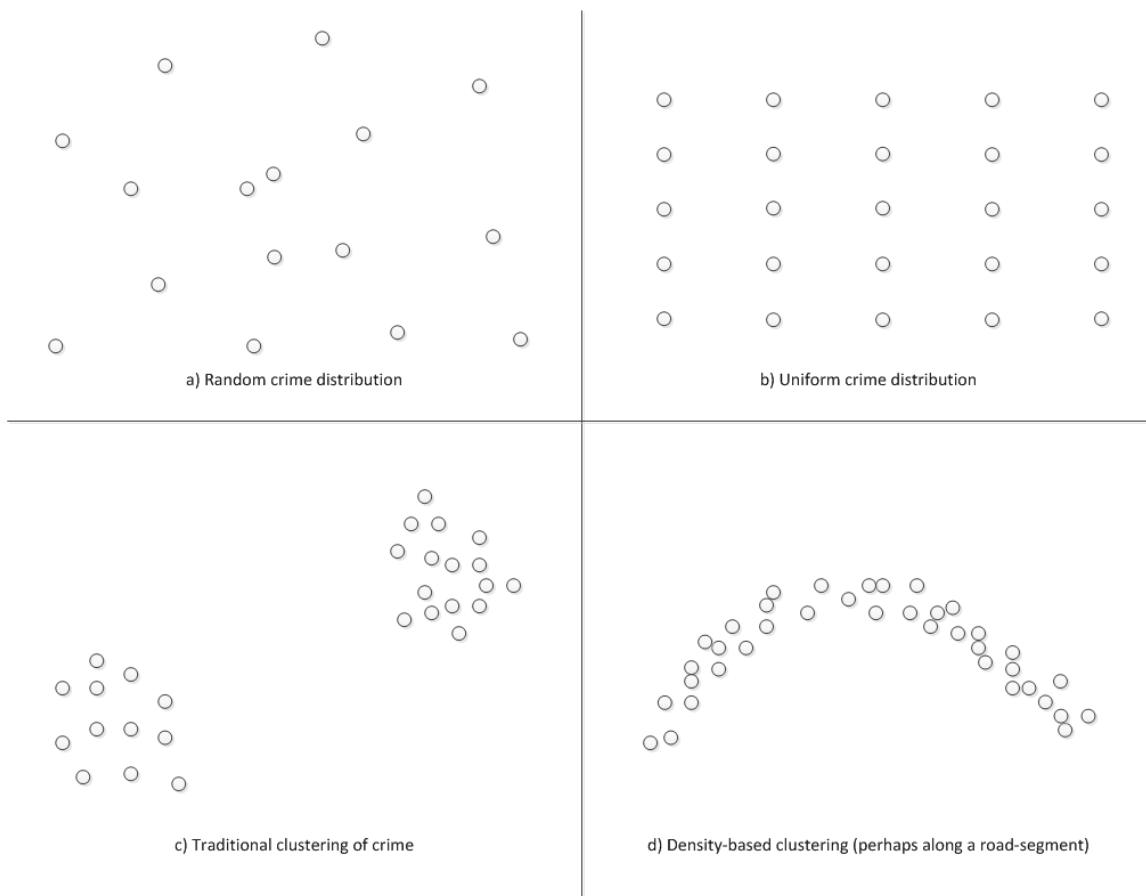 a) Random crime distribution
b) Uniform crime distribution
c) Traditional clustering of crime
d) Density-based clustering (perhaps along a road-segment)